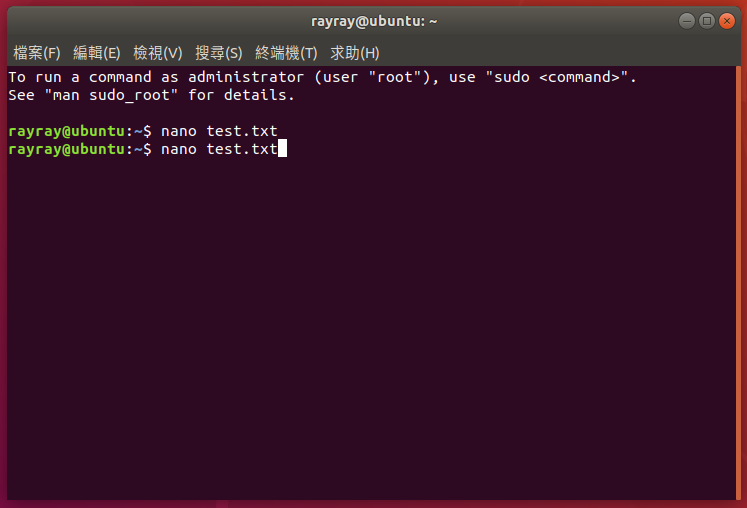 rayray@ubuntu: ~
檔案(F) 編輯(E) 檢視(V) 搜尋(S) 終端機(T) 求助(H)
To run a command as administrator (user "root"), use "sudo <command>".
See "man sudo_root" for details.
rayray@ubuntu:~$ nano test.txt
rayray@ubuntu:~$ nano test.txt